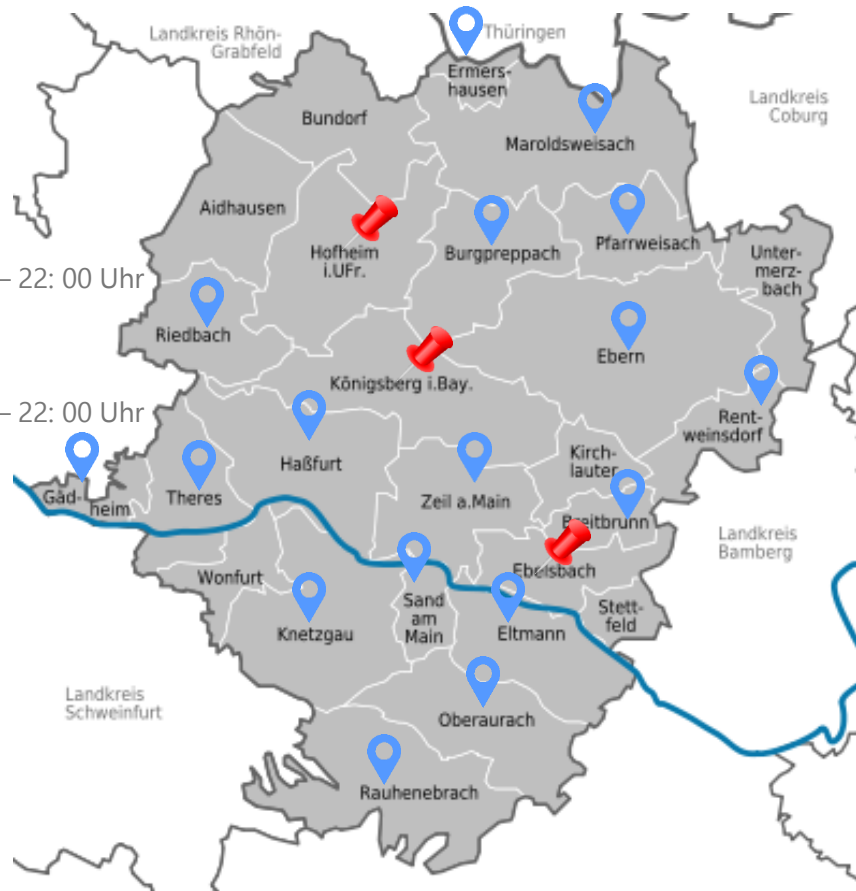 Landkreis Rhön-
Grabfeld
Thüringen
Ermers-
hausen
Landkreis
Coburg
Bundorf
Maroldsweisach
Aidhausen
Hofheim
i.UFr.
Burgpreppach
Pfarrweisach
Unter-
merz-
bach
– 22: 00 Uhr
Riedbach
Ebern
Königsberg i.Bay.
– 22: 00 Uhr
Rent-
weinsdorf
Haßfurt
Kirch-
lauter
Gäd-
heim
Theres
Zeil a.Main
Breitbrunn
Landkreis
Bamberg
Wonfurt
Ebelsbach
Sand
am
Main
Stett-
feld
Knetzgau
Eltmann
Landkreis
Schweinfurt
Oberaurach
Rauhenebrach